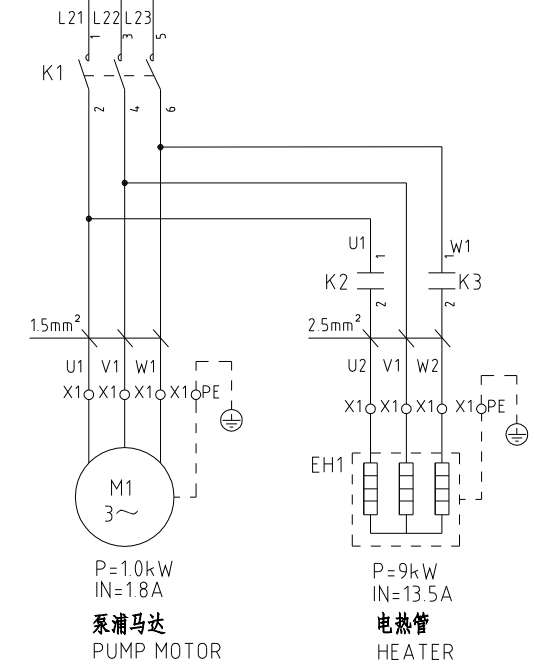 L21 L22 L23
1 3 5
K1
2 4 6
U1 W1
1 1
K2 K3
2 2
1.5mm² 2.5mm²
U1 V1 W1 U2 V1 W2
X1 X1 X1 X1 PE
X1 X1 X1 X1 PE
EH1
M1
3~
P=1.0kW
IN=1.8A
P=9kW
IN=13.5A
泵浦马达
电热管
PUMP MOTOR
HEATER